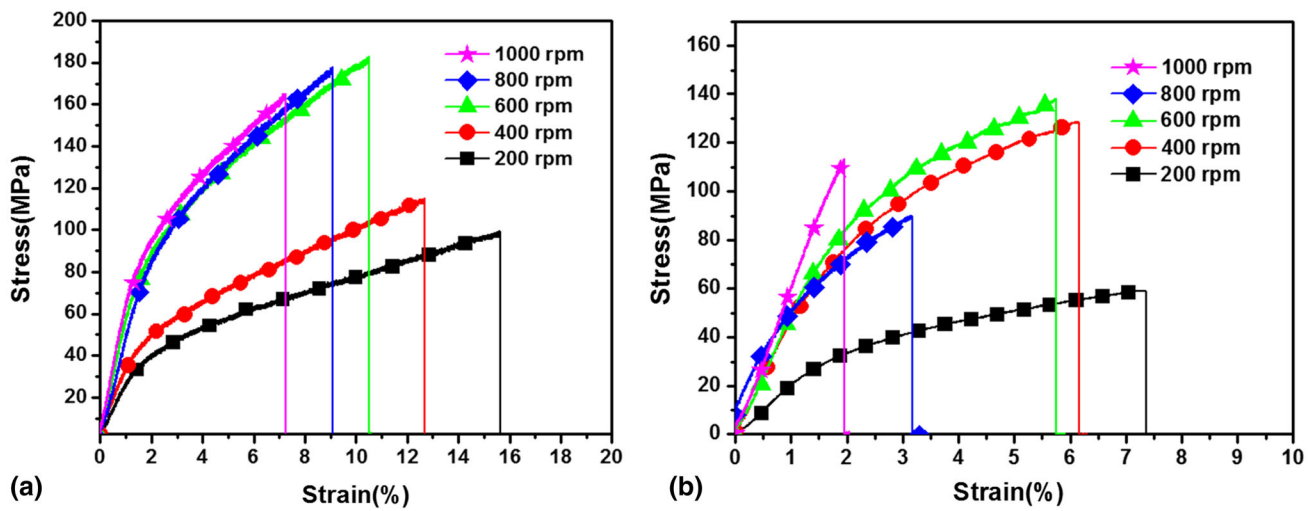 200
180
160
140
120
100
80
60
40
20
Stress(MPa)
1000 rpm
800 rpm
600 rpm
400 rpm
200 rpm
0 2 4 6 8 10 12 14 16 18 20
Strain(%)
(a)
160
140
120
100
80
60
40
20
0
Stress(MPa)
1000 rpm
800 rpm
600 rpm
400 rpm
200 rpm
0 1 2 3 4 5 6 7 8 9 10
Strain(%)
(b)